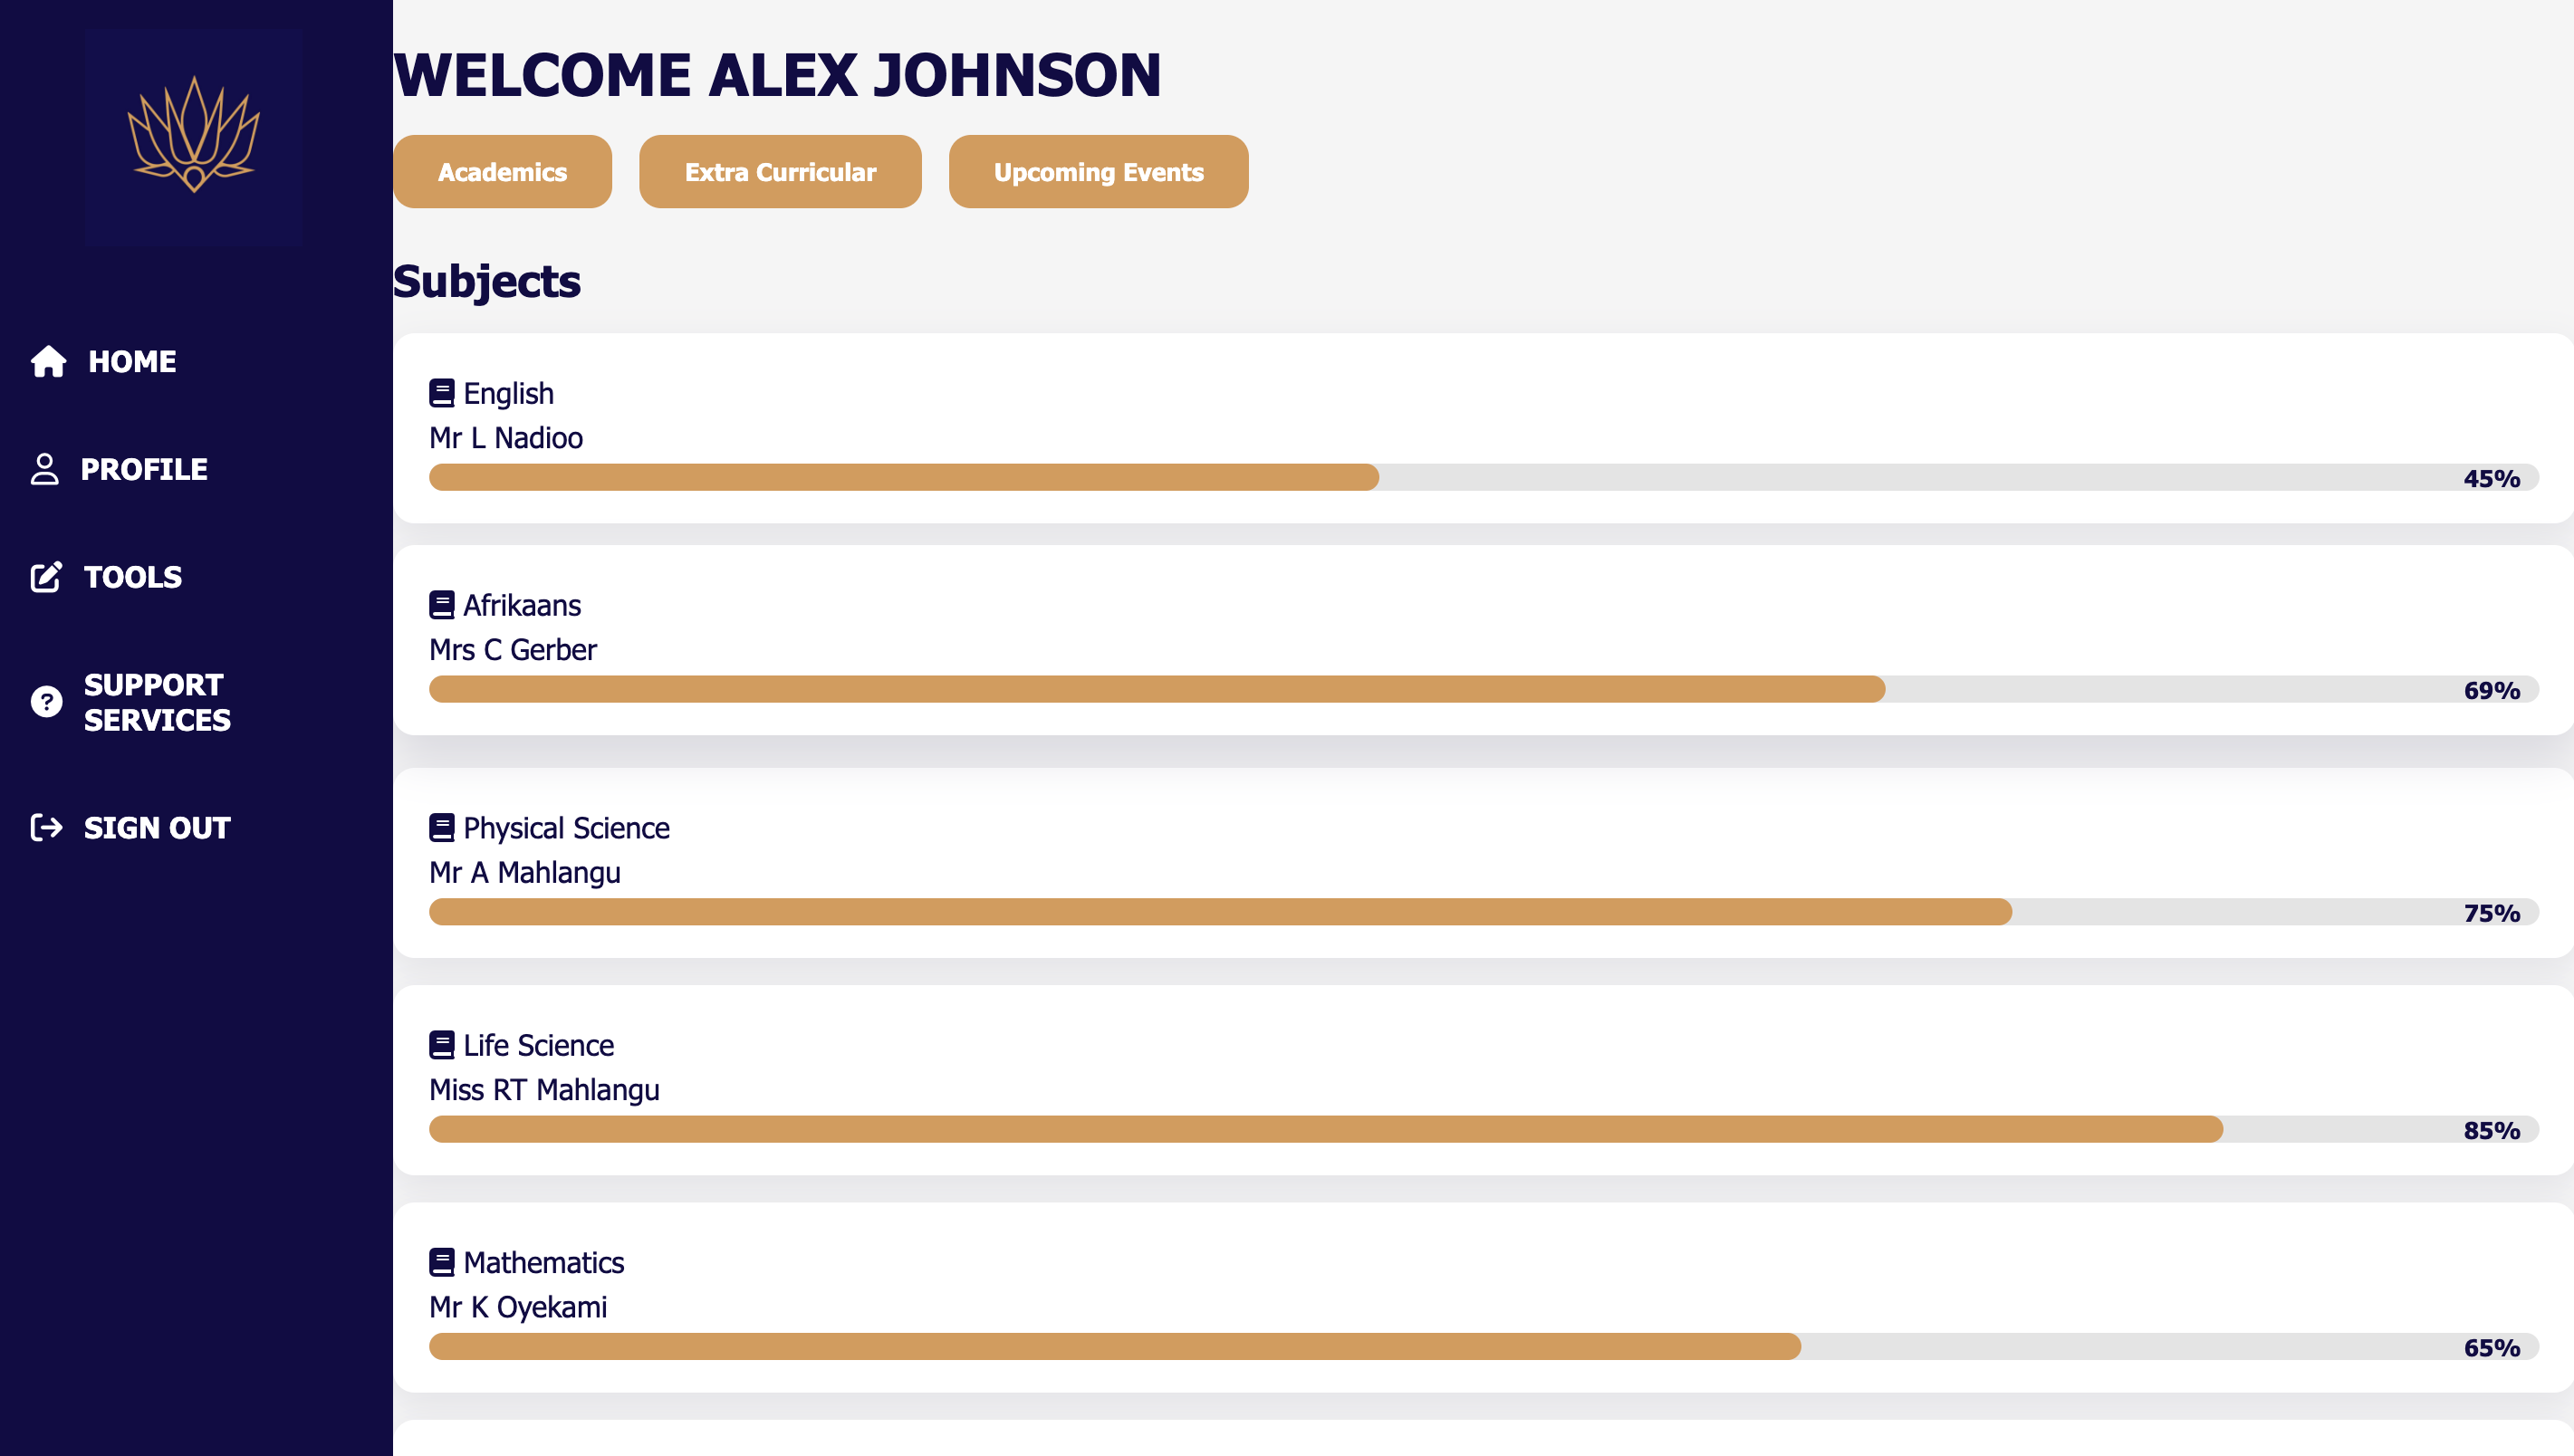 WELCOME ALEX JOHNSON
Academics
Extra Curricular
Upcoming Events
HOME
PROFILE
TOOLS
SUPPORT
SERVICES
SIGN OUT
Subjects
English
Mr L Nadioo
45%
Afrikaans
Mrs C Gerber
69%
Physical Science
Mr A Mahlangu
75%
Life Science
Miss RT Mahlangu
85%
Mathematics
Mr K Oyekami
65%